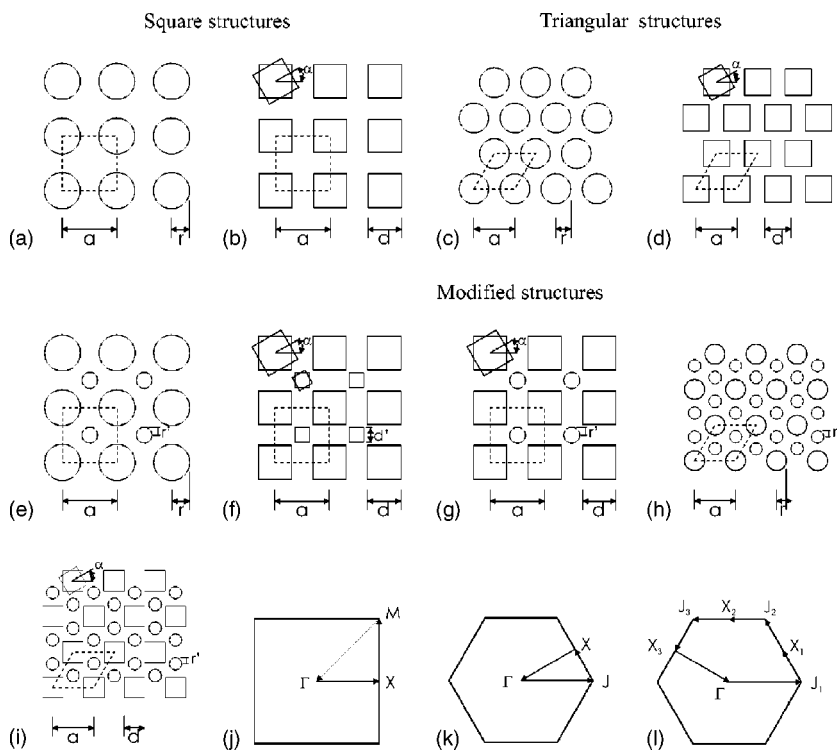 Square structures
Triangular structures
α
α
(a)
a
r
(b)
a
d
(c)
a
r
(d)
a
d
Modified structures
α
α
r'
d'
r'
r'
(e)
a
r
(f)
a
d
(g)
a
d
(h)
a
r
α
r'
(i)
a
d
M
Γ
X
(j)
X
Γ
J
(k)
J3
X2
J2
X3
X1
Γ
J1
(l)